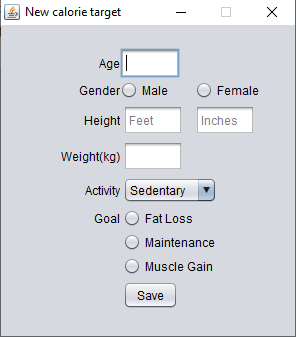 New calorie target
Age
Gender Male Female
Height Feet Inches
Weight(kg)
Activity Sedentary
Goal Fat Loss
Maintenance
Muscle Gain
Save